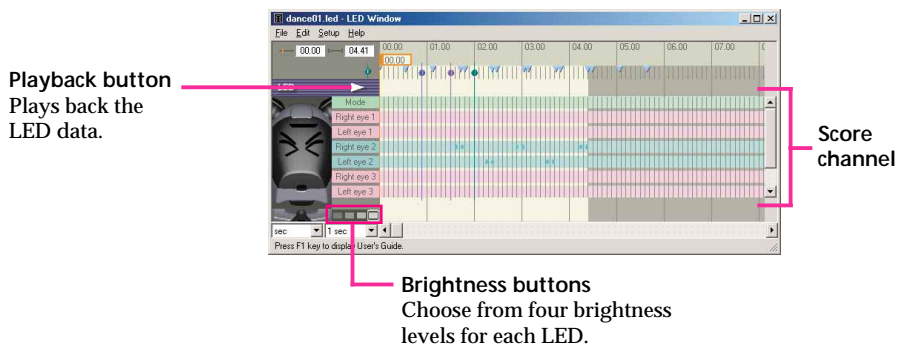 dance01.led - LED Window
File Edit Setup Help
00.00 04.41 00.00 01.00 02.00 03.00 04.00 05.00 06.00 07.00
00.00
LED
Mode
Right eye 1
Left eye 1
Right eye 2
Left eye 2
Right eye 3
Left eye 3
sec 1 sec
Press F1 key to display User's Guide.
Playback button
Plays back the
LED data.
Score
channel
Brightness buttons
Choose from four brightness
levels for each LED.